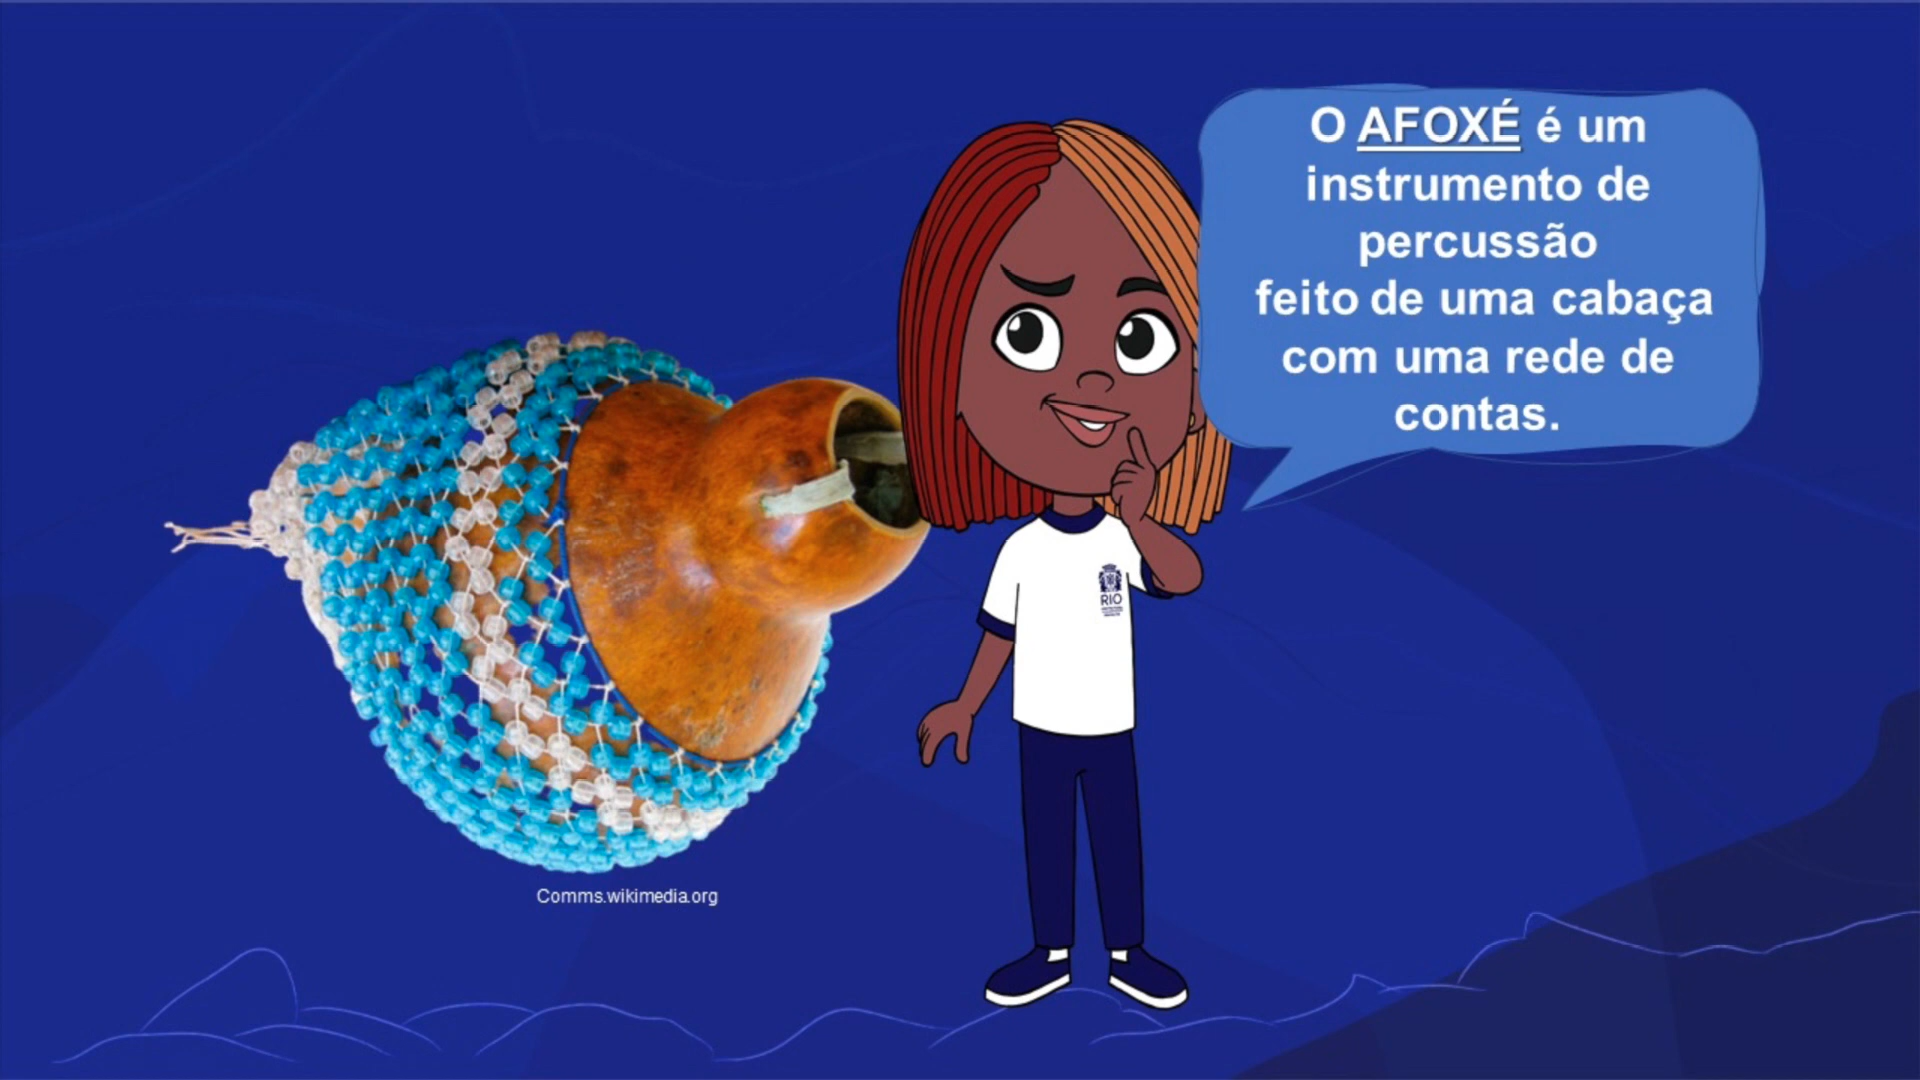 O AFOXÉ é um
instrumento de
percussão
feito de uma cabaça
com uma rede de
contas.
RIO
Comms.wikimedia.org